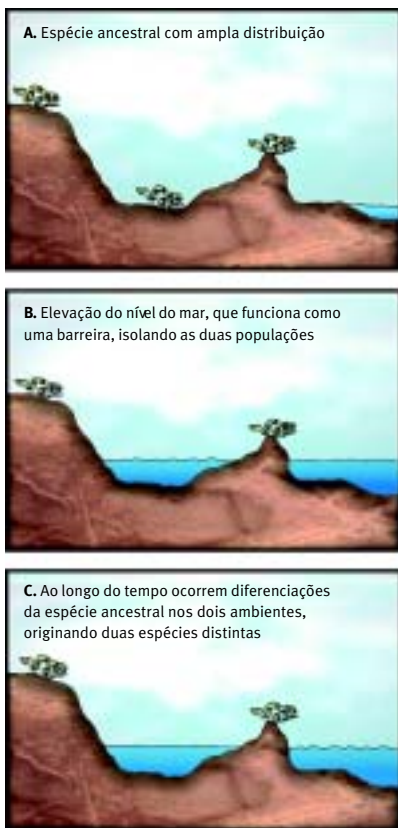 A. Espécie ancestral com ampla distribuição
B. Elevação do nível do mar, que funciona como
uma barreira, isolando as duas populações
C. Ao longo do tempo ocorrem diferenciações
da espécie ancestral nos dois ambientes,
originando duas espécies distintas